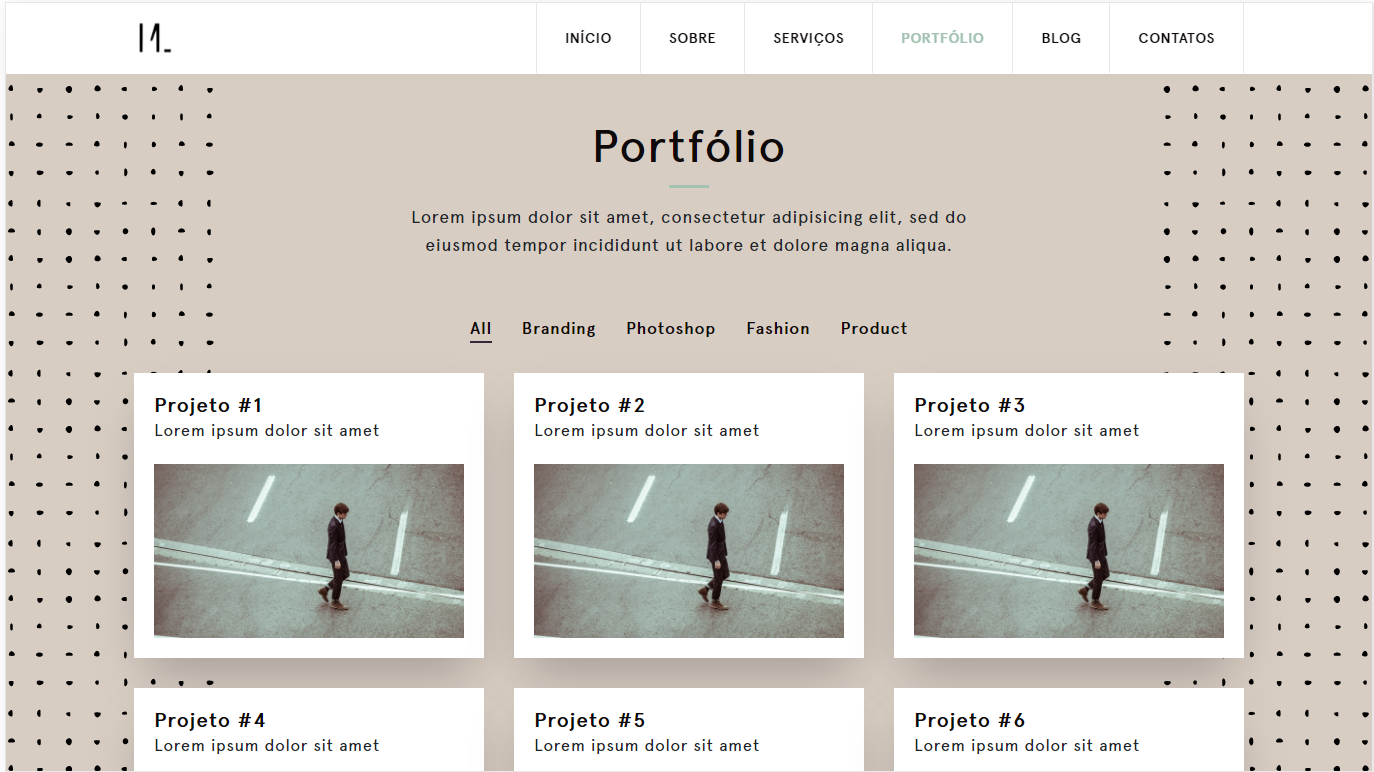 INÍCIO SOBRE SERVIÇOS PORTFÓLIO BLOG CONTATOS
Portfólio
Lorem ipsum dolor sit amet, consectetur adipisicing elit, sed do
eiusmod tempor incididunt ut labore et dolore magna aliqua.
All Branding Photoshop Fashion Product
Projeto #1
Lorem ipsum dolor sit amet
Projeto #2
Lorem ipsum dolor sit amet
Projeto #3
Lorem ipsum dolor sit amet
Projeto #4
Lorem ipsum dolor sit amet
Projeto #5
Lorem ipsum dolor sit amet
Projeto #6
Lorem ipsum dolor sit amet